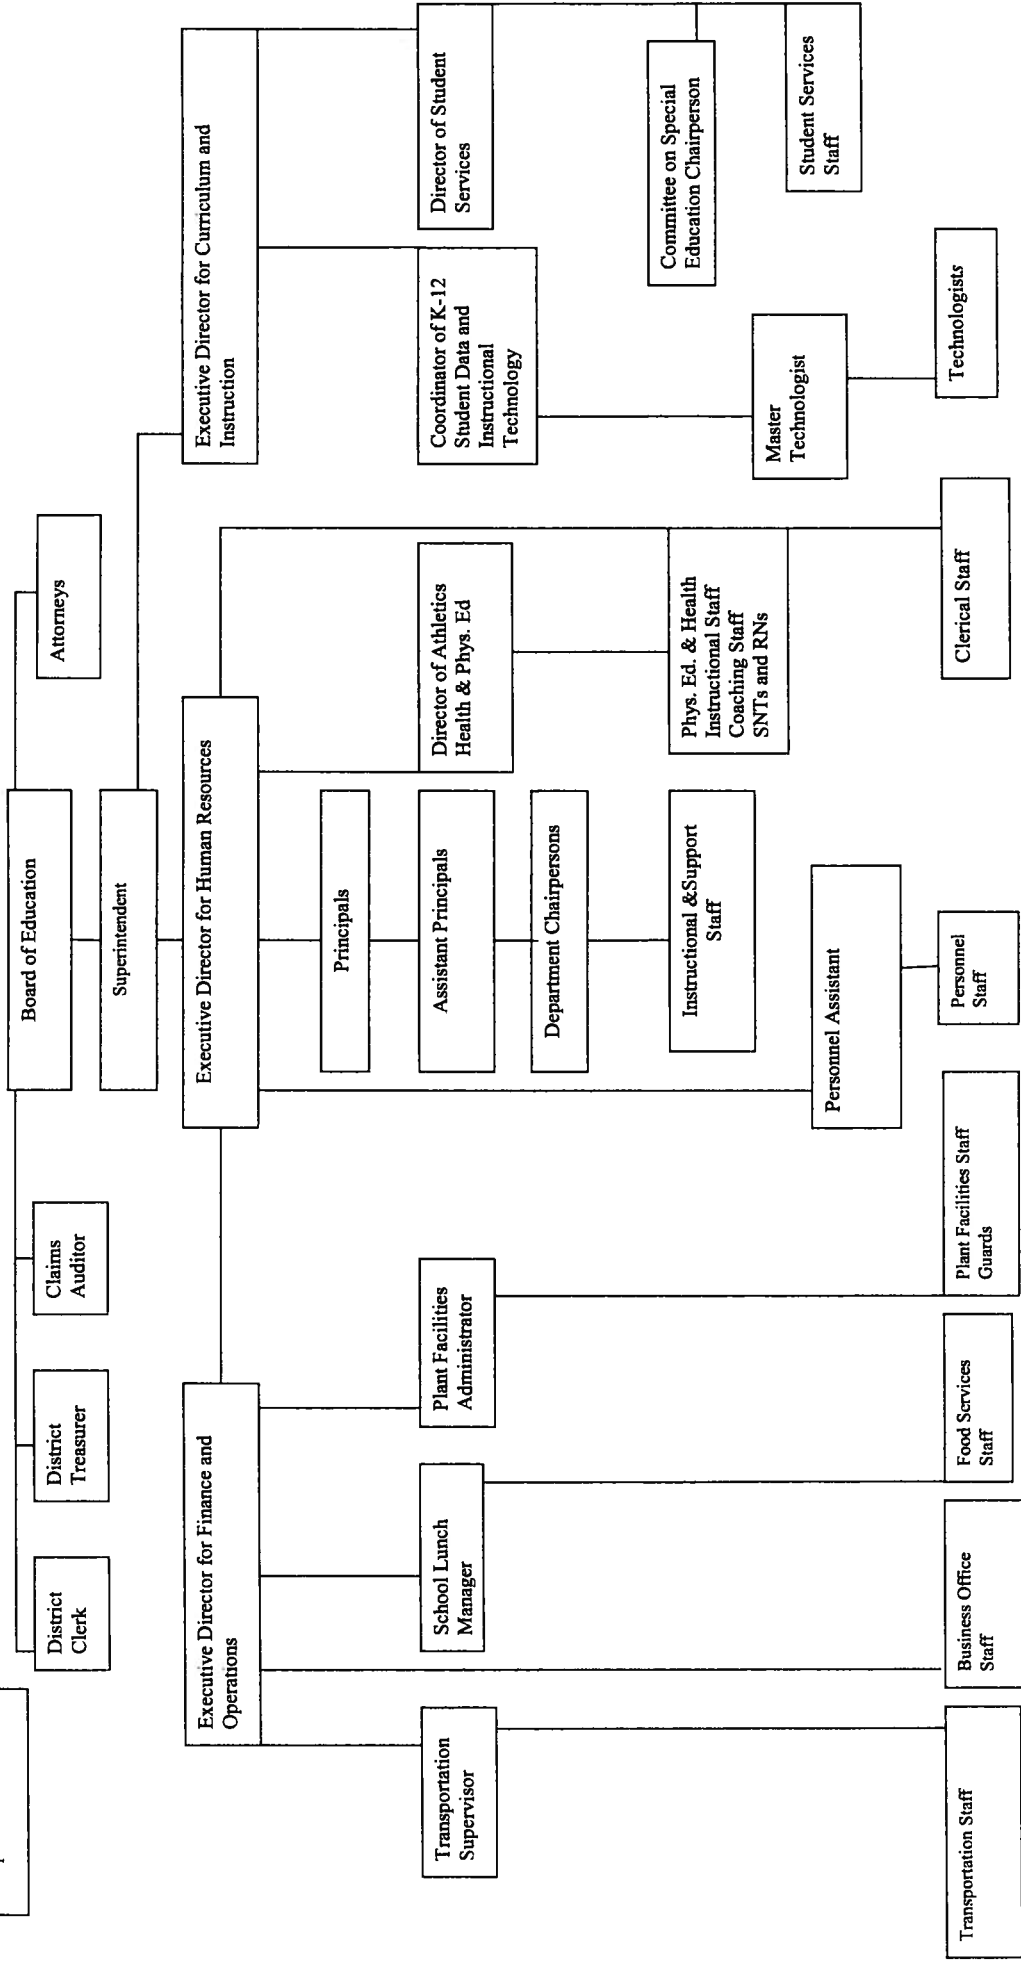 Board of Education
District
Clerk
District
Treasurer
Claims
Auditor
Attorneys
Superintendent
Executive Director for Finance and
Operations
Executive Director for Human Resources
Executive Director for Curriculum and
Instruction
Principals
Transportation
Supervisor
School Lunch
Manager
Plant Facilities
Administrator
Assistant Principals
Director of Athletics
Health & Phys. Ed
Coordinator of K-12
Student Data and
Instructional
Technology
Director of Student
Services
Department Chairpersons
Instructional &Support
Staff
Phys. Ed. & Health
Instructional Staff
Coaching Staff
SNTs and RNs
Committee on Special
Education Chairperson
Master
Technologist
Student Services
Staff
Personnel Assistant
Transportation Staff
Business Office
Staff
Food Services
Staff
Plant Facilities Staff
Guards
Personnel
Staff
Clerical Staff
Technologists